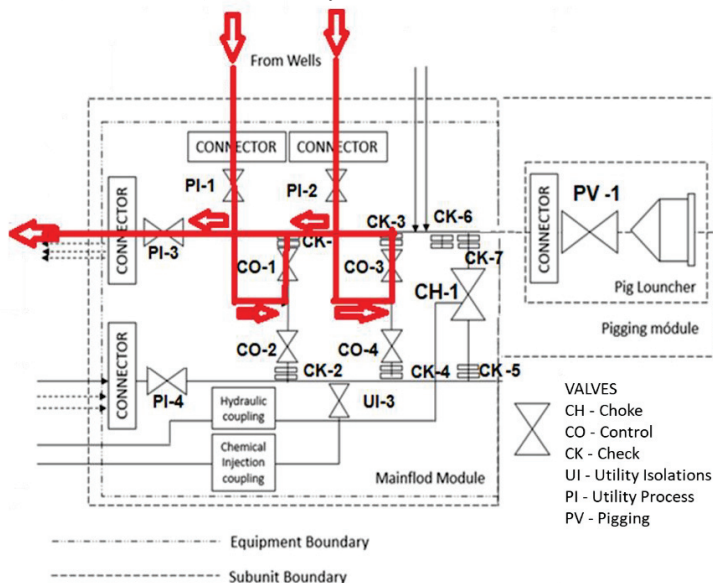 From Wells
CONNECTOR
CONNECTOR
PI-1
PI-2
CONNECTOR
PI-3
CK-
CK-3
CK-6
CO-1
CO-3
CK-7
CH-1
CONNECTOR
PV -1
Pig Louncher
Pigging módule
CO-2
CO-4
CK-2
CK-4
CK-5
CONNECTOR
PI-4
UI-3
Hydraulic
coupling
Chemical
Injection
coupling
Mainflod Module
VALVES
CH - Choke
CO - Control
CK - Check
UI - Utility Isolations
PI - Utility Process
PV - Pigging
Equipment Boundary
Subunit Boundary